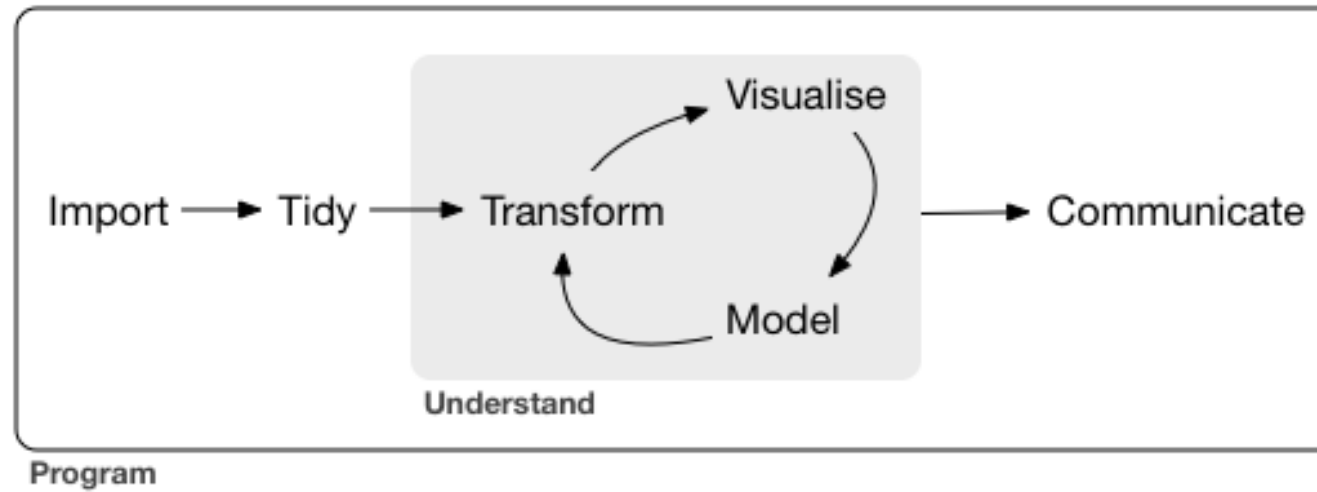 Visualise
Import Tidy Transform Communicate
Model
Understand
Program